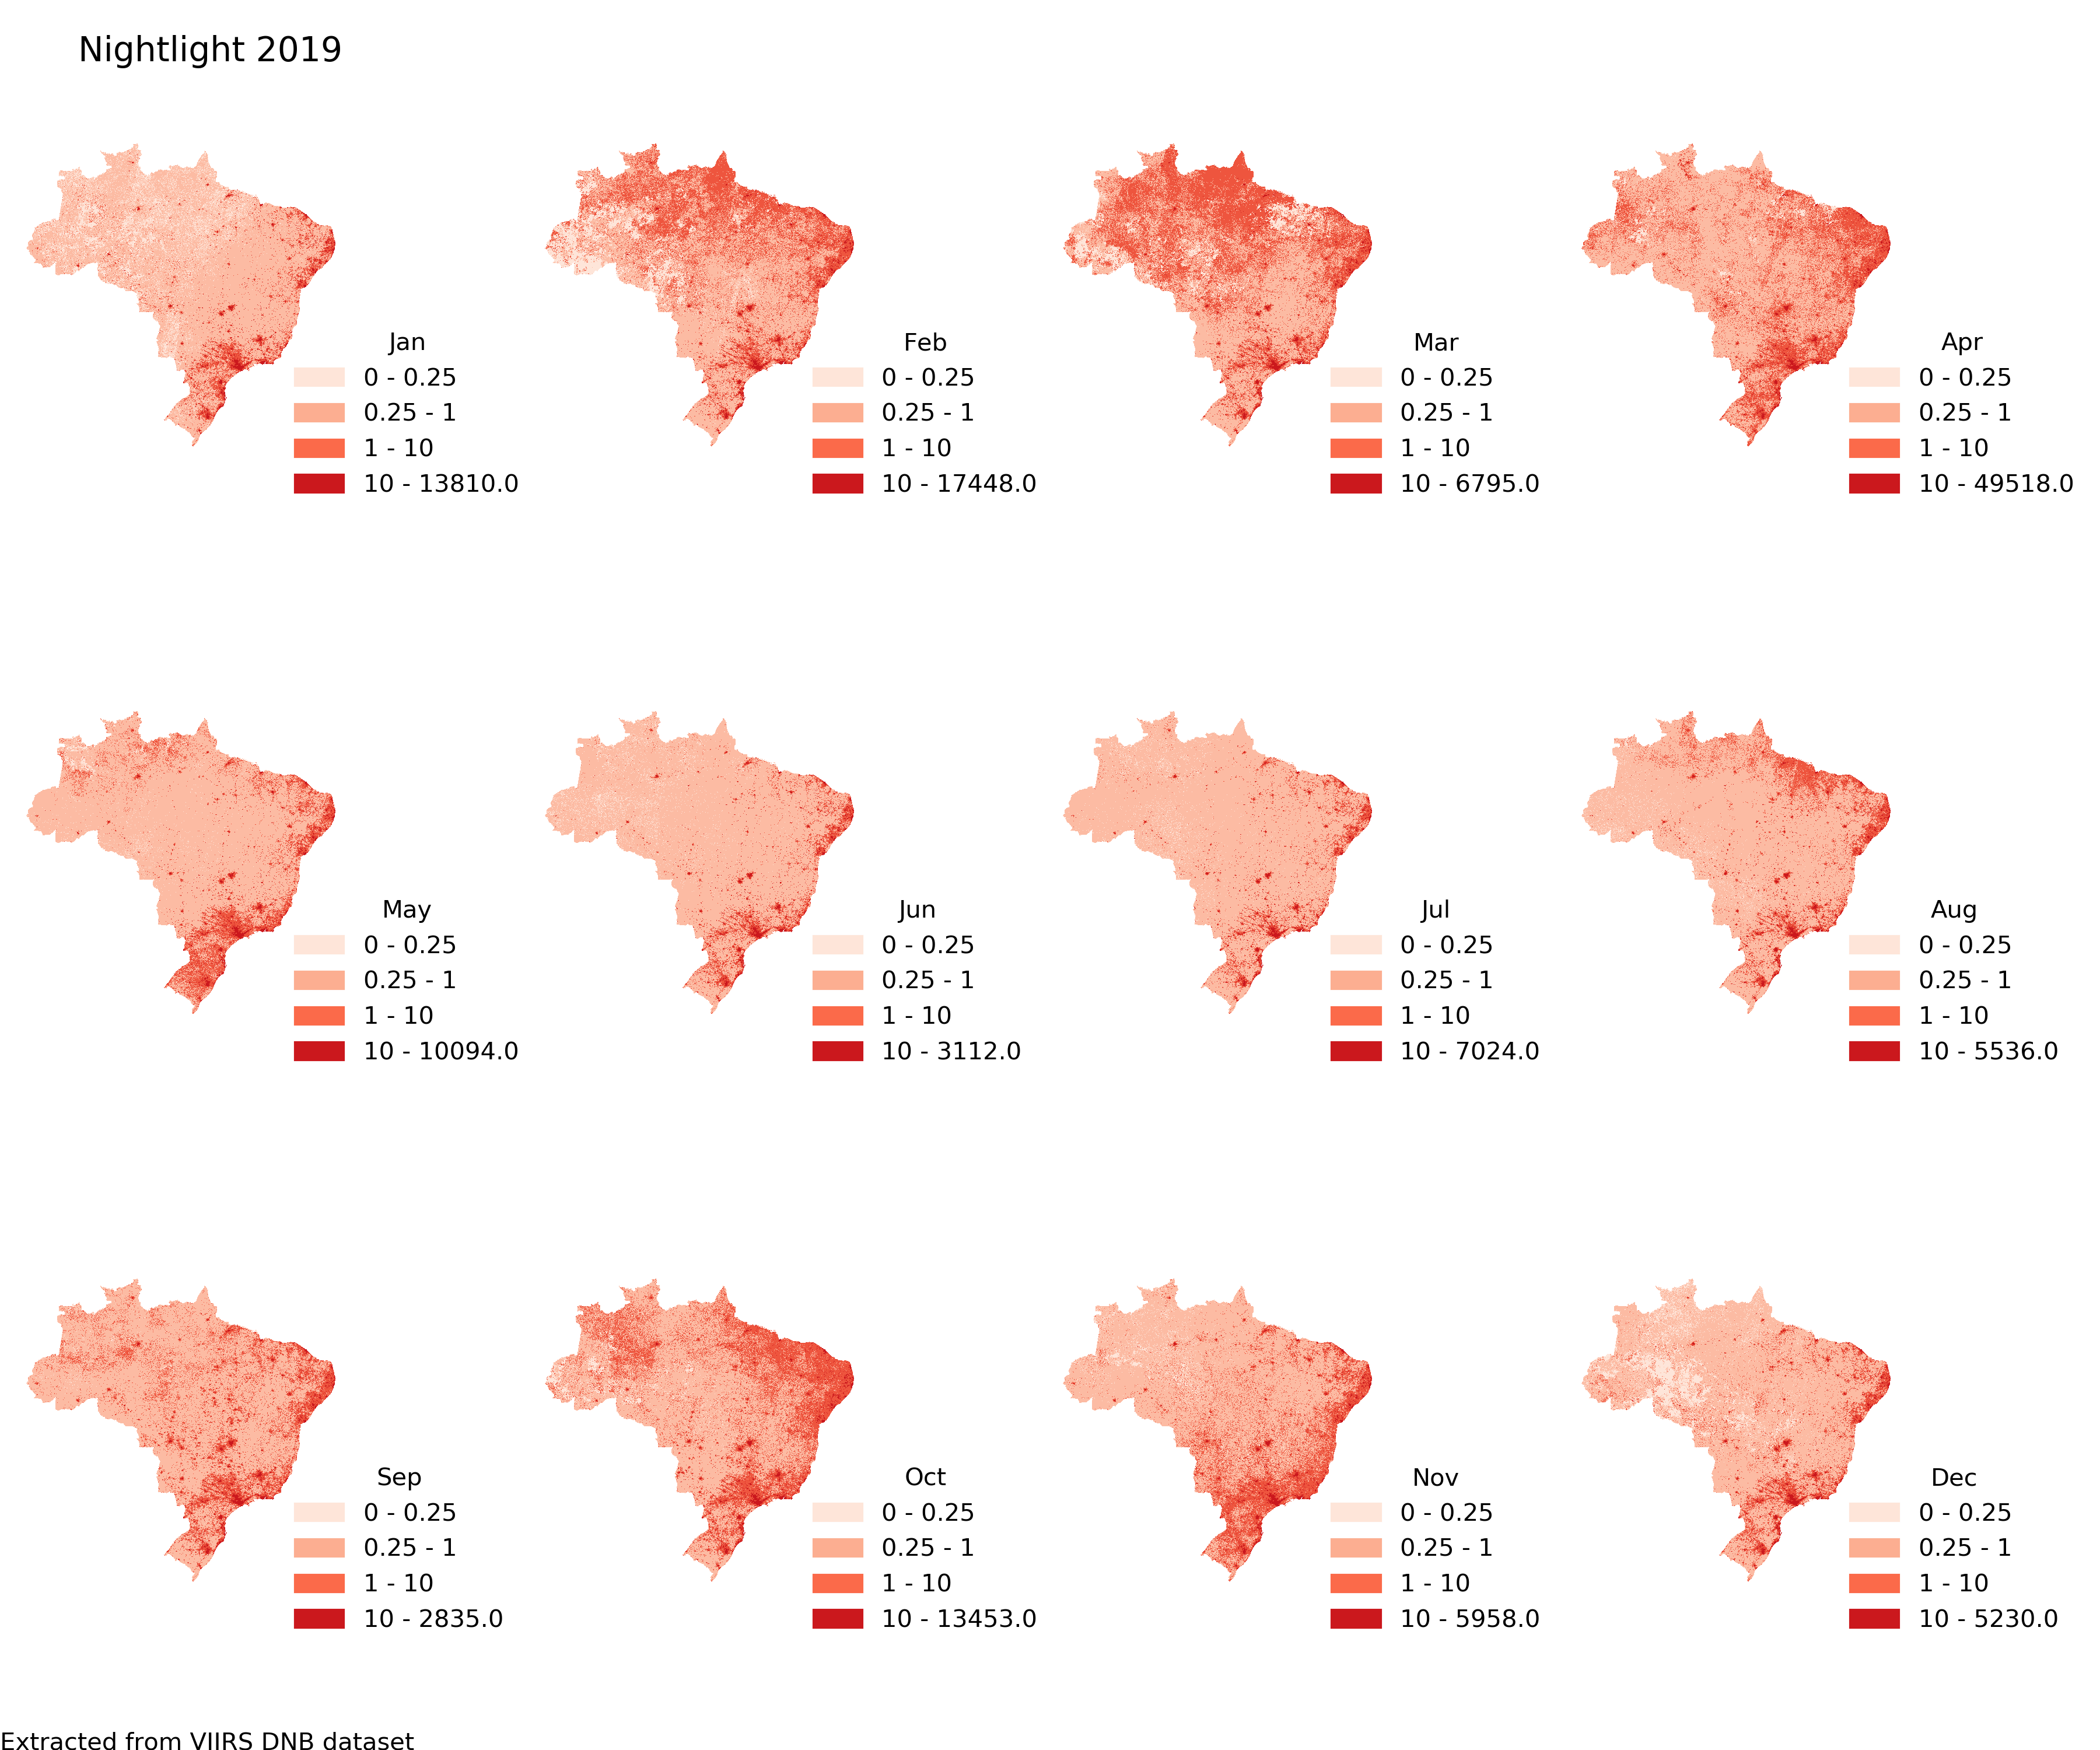 Nightlight 2019
Jan
0 - 0.25
0.25 - 1
1 - 10
10 - 13810.0
Feb
0 - 0.25
0.25 - 1
1 - 10
10 - 17448.0
Mar
0 - 0.25
0.25 - 1
1 - 10
10 - 6795.0
Apr
0 - 0.25
0.25 - 1
1 - 10
10 - 49518.0
May
0 - 0.25
0.25 - 1
1 - 10
10 - 10094.0
Jun
0 - 0.25
0.25 - 1
1 - 10
10 - 3112.0
Jul
0 - 0.25
0.25 - 1
1 - 10
10 - 7024.0
Aug
0 - 0.25
0.25 - 1
1 - 10
10 - 5536.0
Sep
0 - 0.25
0.25 - 1
1 - 10
10 - 2835.0
Oct
0 - 0.25
0.25 - 1
1 - 10
10 - 13453.0
Nov
0 - 0.25
0.25 - 1
1 - 10
10 - 5958.0
Dec
0 - 0.25
0.25 - 1
1 - 10
10 - 5230.0
Extracted from VIIRS DNB dataset